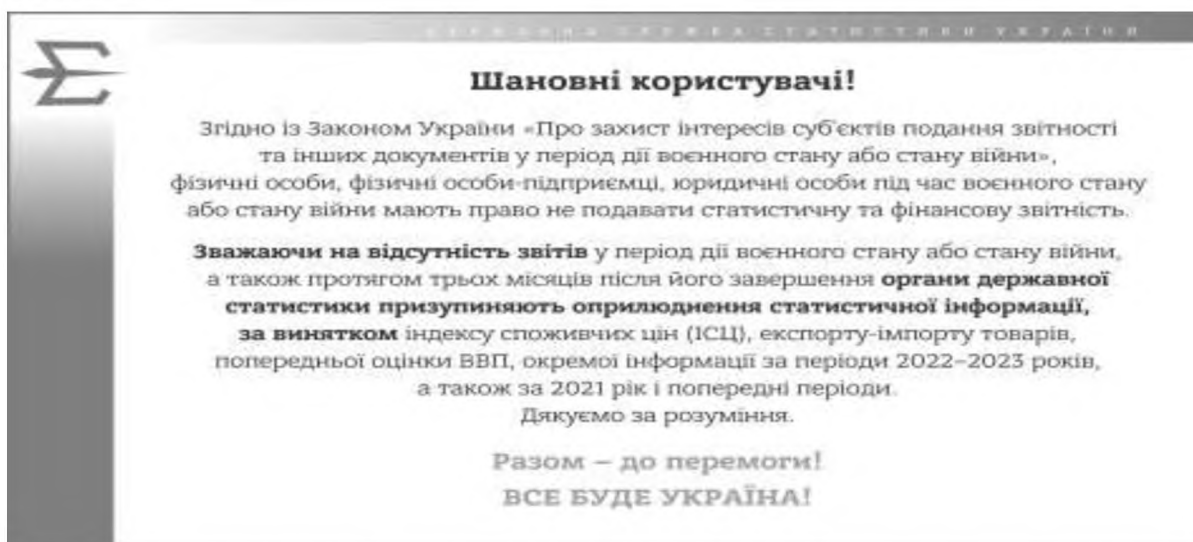 ДЕРЖАВНА СЛУЖБА СТАТИСТИКИ УКРАЇНИ
Шановні користувачі!
Згідно із Законом України «Про захист інтересів суб'єктів подання звітності
та інших документів у період дії воєнного стану або стану війни»,
фізичні особи, фізичні особи-підприємці, юридичні особи під час воєнного стану
або стану війни мають право не подавати статистичну та фінансову звітність.
Зважаючи на відсутність звітів у період дії воєнного стану або стану війни,
а також протягом трьох місяців після його завершення органи державної
статистики призупиняють оприлюднення статистичної інформації,
за винятком індексу споживчих цін (ІСЦ), експорту-імпорту товарів,
попередньої оцінки ВВП, окремої інформації за періоди 2022–2023 років,
а також за 2021 рік і попередні періоди.
Дякуємо за розуміння.
Разом – до перемоги!
ВСЕ БУДЕ УКРАЇНА!